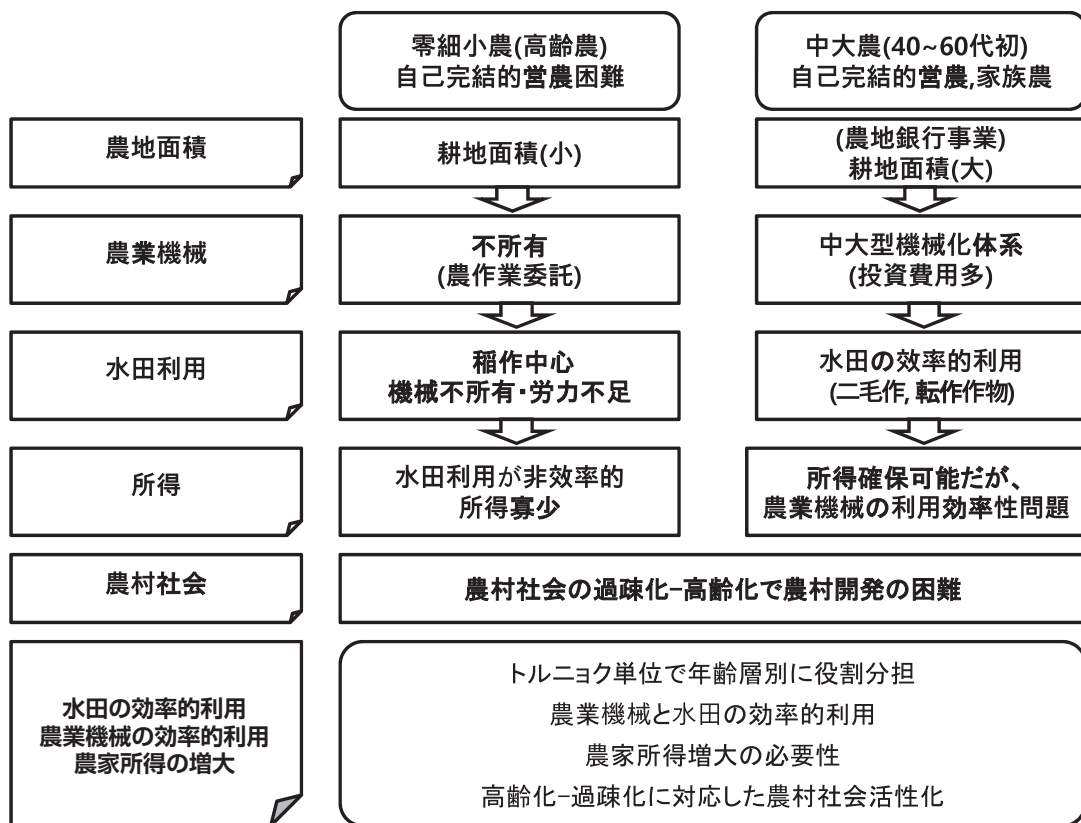 零細小農(高齢農)
自己完結的営農困難
中大農(40~60代初)
自己完結的営農,家族農
農地面積
耕地面積(小)
(農地銀行事業)
耕地面積(大)
農業機械
不所有
(農作業委託)
中大型機械化体系
(投資費用多)
水田利用
稲作中心
機械不所有・労力不足
水田の効率的利用
(二毛作, 転作作物)
所得
水田利用が非効率的
所得寡少
所得確保可能だが、
農業機械の利用効率性問題
農村社会
農村社会の過疎化−高齢化で農村開発の困難
水田の効率的利用
農業機械の効率的利用
農家所得の増大
トルニョク単位で年齢層別に役割分担
農業機械と水田の効率的利用
農家所得増大の必要性
高齢化−過疎化に対応した農村社会活性化